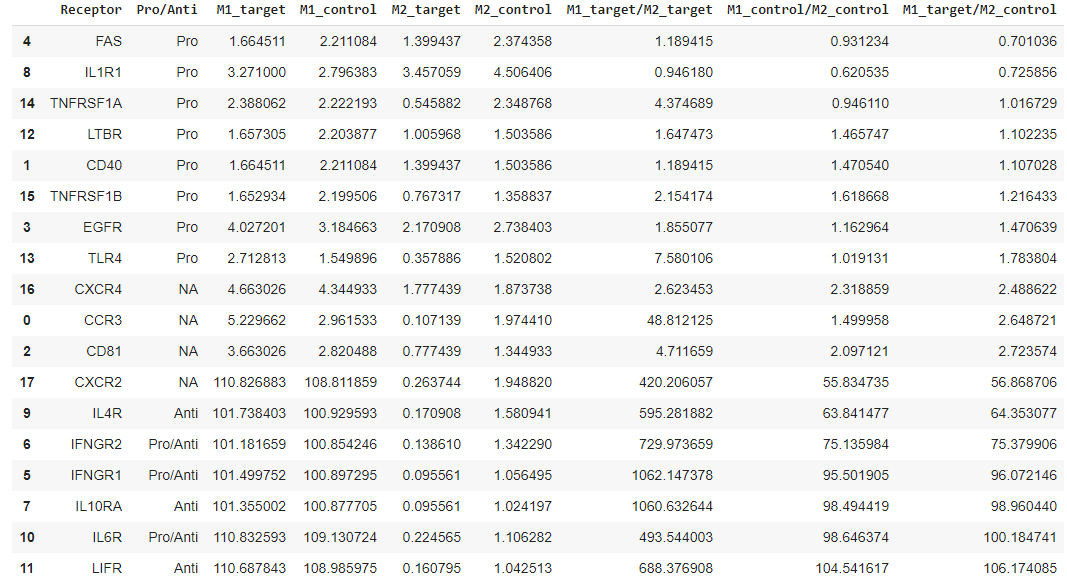 Receptor Pro/Anti M1_target M1_control M2_target M2_control M1_target/M2_target M1_control/M2_control M1_target/M2_control
4 FAS Pro 1.664511 2.211084 1.399437 2.374358 1.189415 0.931234 0.701036
8 IL1R1 Pro 3.271000 2.796383 3.457059 4.506406 0.946180 0.620535 0.725856
14 TNFRSF1A Pro 2.388062 2.222193 0.545882 2.348768 4.374689 0.946110 1.016729
12 LTBR Pro 1.657305 2.203877 1.005968 1.503586 1.647473 1.465747 1.102235
1 CD40 Pro 1.664511 2.211084 1.399437 1.503586 1.189415 1.470540 1.107028
15 TNFRSF1B Pro 1.652934 2.199506 0.767317 1.358837 2.154174 1.618668 1.216433
3 EGFR Pro 4.027201 3.184663 2.170908 2.738403 1.855077 1.162964 1.470639
13 TLR4 Pro 2.712813 1.549896 0.357886 1.520802 7.580106 1.019131 1.783804
16 CXCR4 NA 4.663026 4.344933 1.777439 1.873738 2.623453 2.318859 2.488622
0 CCR3 NA 5.229662 2.961533 0.107139 1.974410 48.812125 1.499958 2.648721
2 CD81 NA 3.663026 2.820488 0.777439 1.344933 4.711659 2.097121 2.723574
17 CXCR2 NA 110.826883 108.811859 0.263744 1.948820 420.206057 55.834735 56.868706
9 IL4R Anti 101.738403 100.929593 0.170908 1.580941 595.281882 63.841477 64.353077
6 IFNGR2 Pro/Anti 101.181659 100.854246 0.138610 1.342290 729.973659 75.135984 75.379906
5 IFNGR1 Pro/Anti 101.499752 100.897295 0.095561 1.056495 1062.147378 95.501905 96.072146
7 IL10RA Anti 101.355002 100.877705 0.095561 1.024197 1060.632644 98.494419 98.960440
10 IL6R Pro/Anti 110.832593 109.130724 0.224565 1.106282 493.544003 98.646374 100.184741
11 LIFR Anti 110.687843 108.985975 0.160795 1.042513 688.376908 104.541617 106.174085